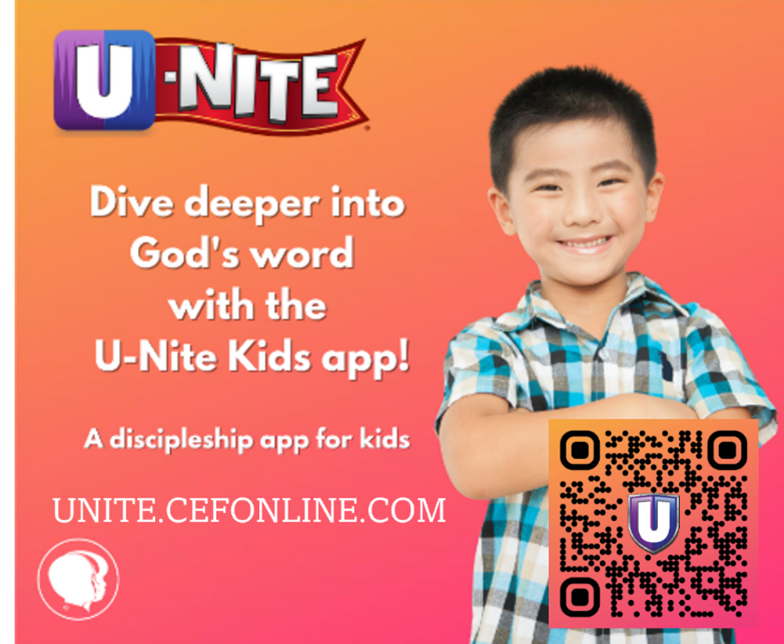 U-NITE
Dive deeper into
God's word
with the
U-Nite Kids app!
A discipleship app for kids
UNITE.CEFONLINE.COM
U